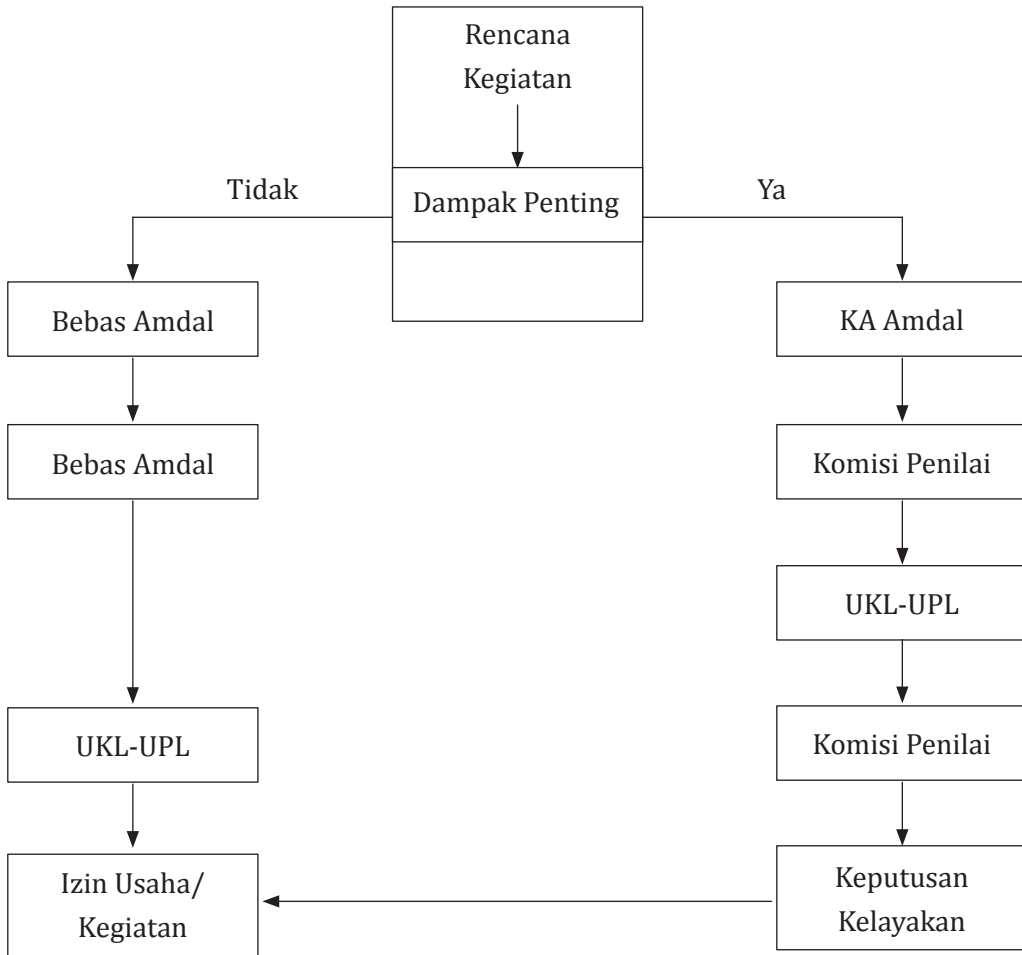 Rencana
Kegiatan
Tidak
Dampak Penting
Ya
Bebas Amdal
KA Amdal
Bebas Amdal
Komisi Penilai
UKL-UPL
UKL-UPL
Komisi Penilai
Izin Usaha/
Kegiatan
Keputusan
Kelayakan